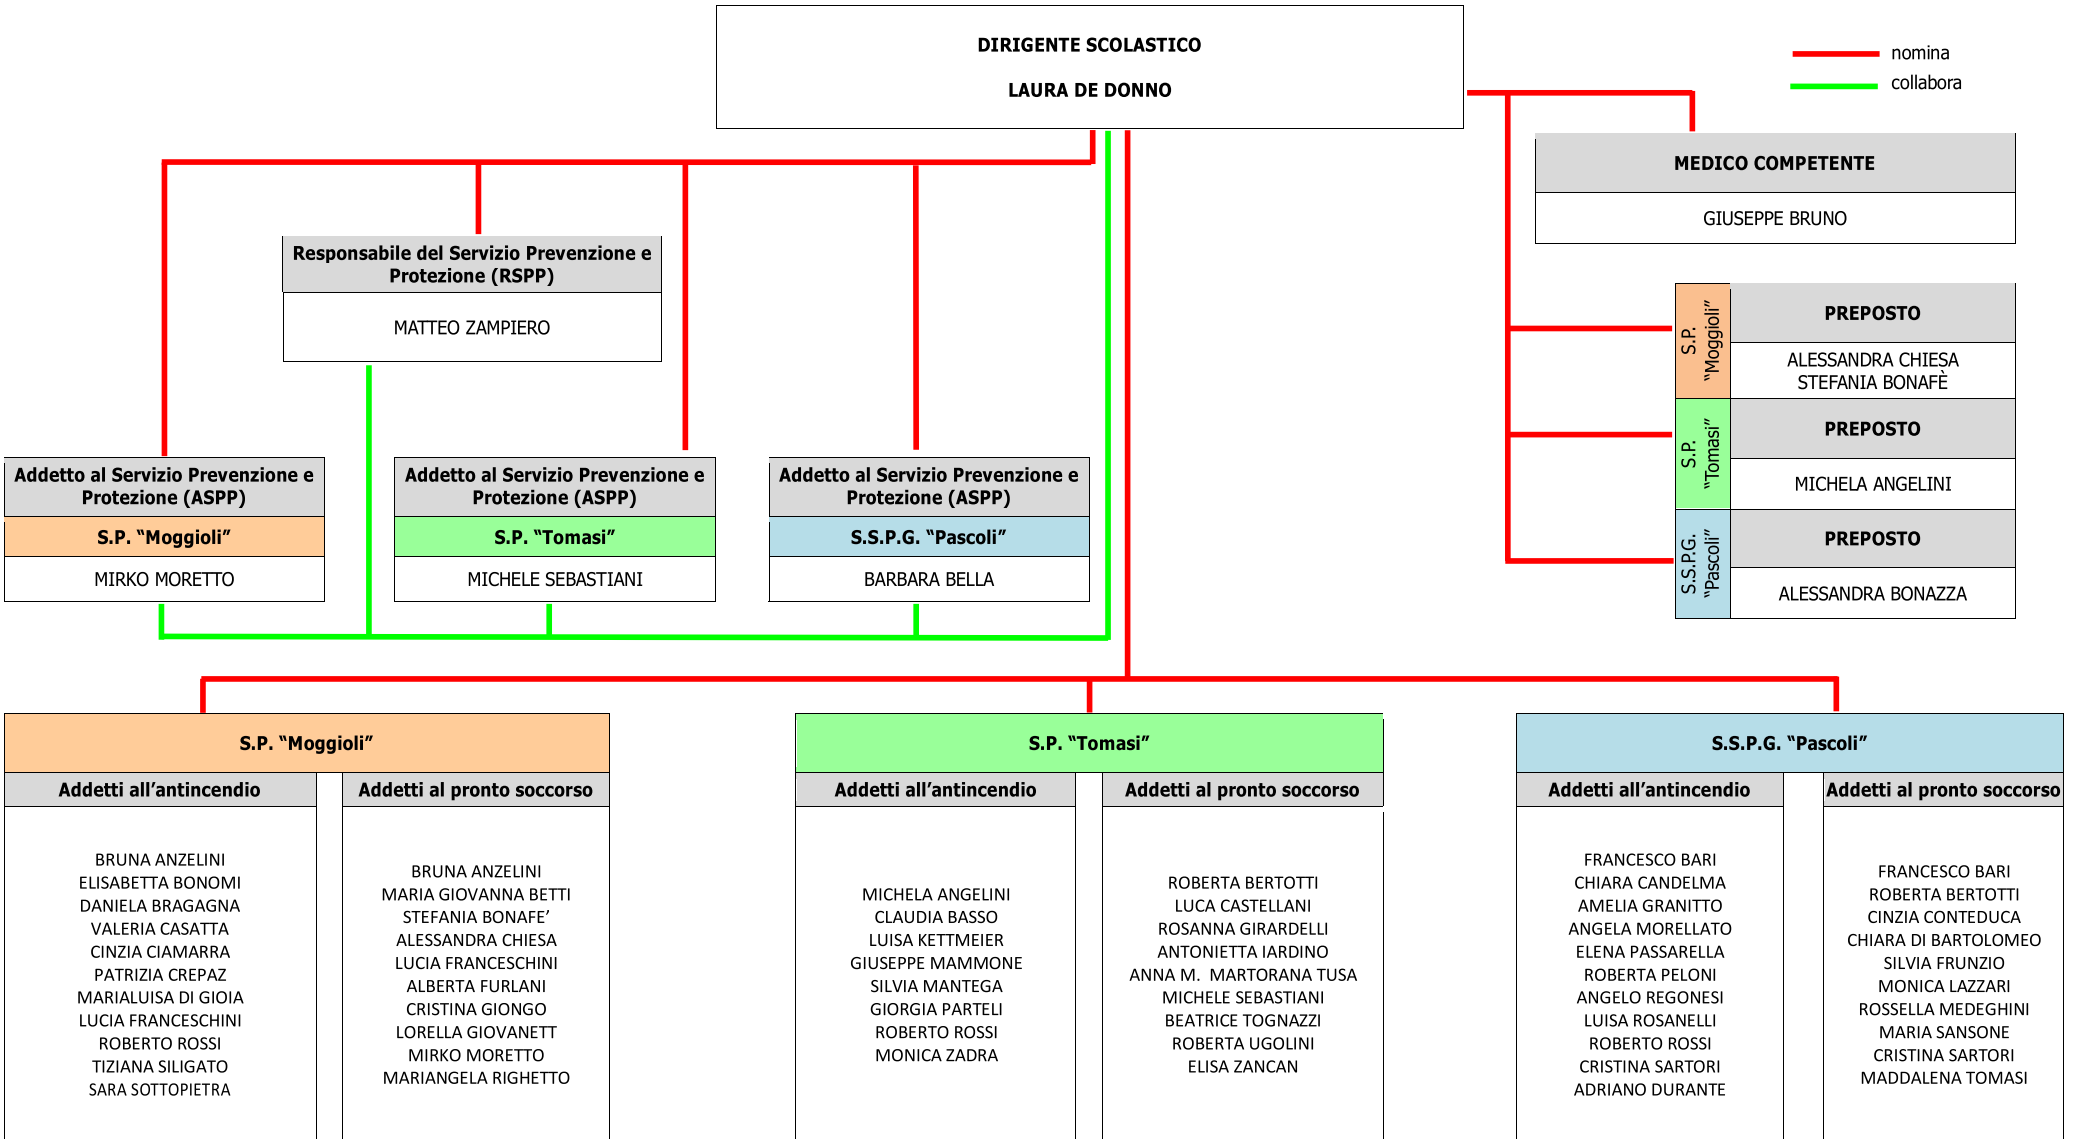 DIRIGENTE SCOLASTICO
LAURA DE DONNO
nomina
collabora
MEDICO COMPETENTE
GIUSEPPE BRUNO
Responsabile del Servizio Prevenzione e
Protezione (RSPP)
MATTEO ZAMPIERO
S.P.
“Moggioli”
PREPOSTO
ALESSANDRA CHIESA
STEFANIA BONAFÈ
S.P.
“Tomasi”
PREPOSTO
MICHELA ANGELINI
S.S.P.G.
“Pascoli”
PREPOSTO
ALESSANDRA BONAZZA
Addetto al Servizio Prevenzione e
Protezione (ASPP)
S.P. “Moggioli”
MIRKO MORETTO
Addetto al Servizio Prevenzione e
Protezione (ASPP)
S.P. “Tomasi”
MICHELE SEBASTIANI
Addetto al Servizio Prevenzione e
Protezione (ASPP)
S.S.P.G. “Pascoli”
BARBARA BELLA
S.P. “Moggioli”
Addetti all’antincendio
BRUNA ANZELINI
ELISABETTA BONOMI
DANIELA BRAGAGNA
VALERIA CASATTA
CINZIA CIAMARRA
PATRIZIA CREPAZ
MARIALUISA DI GIOIA
LUCIA FRANCESCHINI
ROBERTO ROSSI
TIZIANA SILIGATO
SARA SOTTOPIETRA
Addetti al pronto soccorso
BRUNA ANZELINI
MARIA GIOVANNA BETTI
STEFANIA BONAFE’
ALESSANDRA CHIESA
LUCIA FRANCESCHINI
ALBERTA FURLANI
CRISTINA GIONGO
LORELLA GIOVANETT
MIRKO MORETTO
MARIANGELA RIGHETTO
S.P. “Tomasi”
Addetti all’antincendio
MICHELA ANGELINI
CLAUDIA BASSO
LUISA KETTMEIER
GIUSEPPE MAMMONE
SILVIA MANTEGA
GIORGIA PARTELI
ROBERTO ROSSI
MONICA ZADRA
Addetti al pronto soccorso
ROBERTA BERTOTTI
LUCA CASTELLANI
ROSANNA GIRARDELLI
ANTONIETTA IARDINO
ANNA M. MARTORANA TUSA
MICHELE SEBASTIANI
BEATRICE TOGNAZZI
ROBERTA UGOLINI
ELISA ZANCAN
S.S.P.G. “Pascoli”
Addetti all’antincendio
FRANCESCO BARI
CHIARA CANDELMA
AMELIA GRANITTO
ANGELA MORELLATO
ELENA PASSARELLA
ROBERTA PELONI
ANGELO REGONESI
LUISA ROSANELLI
ROBERTO ROSSI
CRISTINA SARTORI
ADRIANO DURANTE
Addetti al pronto soccorso
FRANCESCO BARI
ROBERTA BERTOTTI
CINZIA CONTEDUCA
CHIARA DI BARTOLOMEO
SILVIA FRUNZIO
MONICA LAZZARI
ROSSELLA MEDEGHINI
MARIA SANSONE
CRISTINA SARTORI
MADDALENA TOMASI